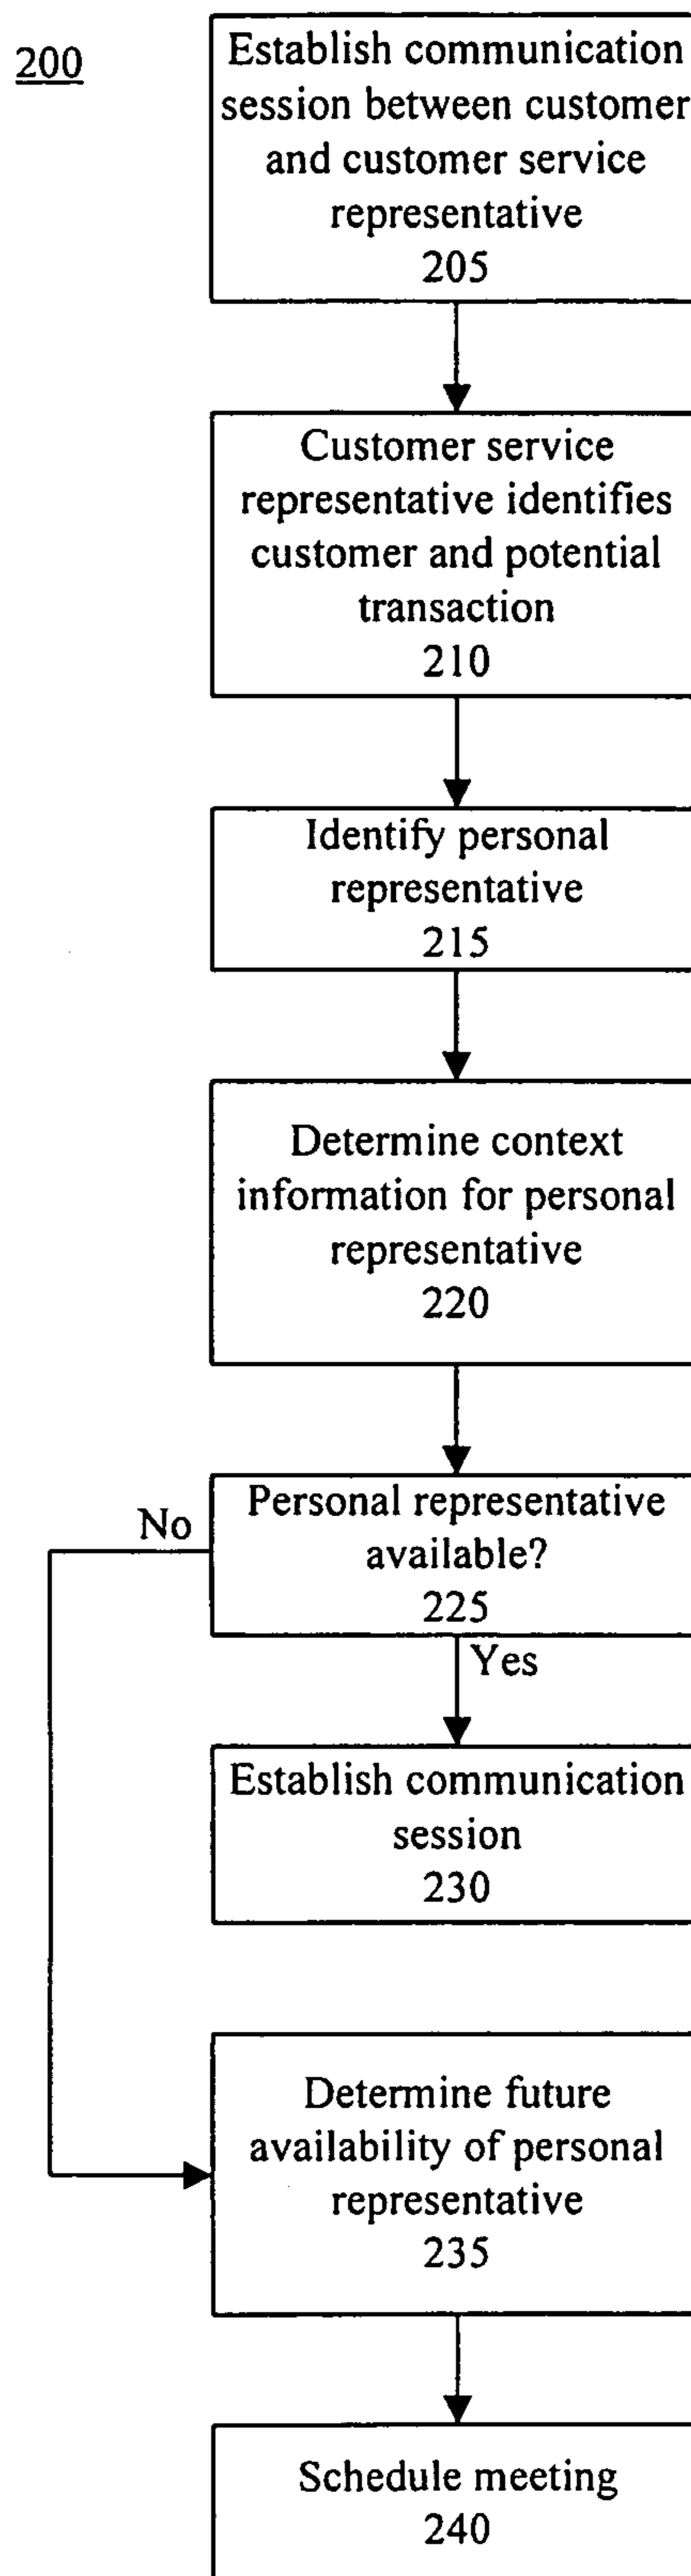 200
Establish communication
session between customer
and customer service
representative
205
Customer service
representative identifies
customer and potential
transaction
210
Identify personal
representative
215
Determine context
information for personal
representative
220
Personal representative
available?
225
No
Yes
Establish communication
session
230
Determine future
availability of personal
representative
235
Schedule meeting
240